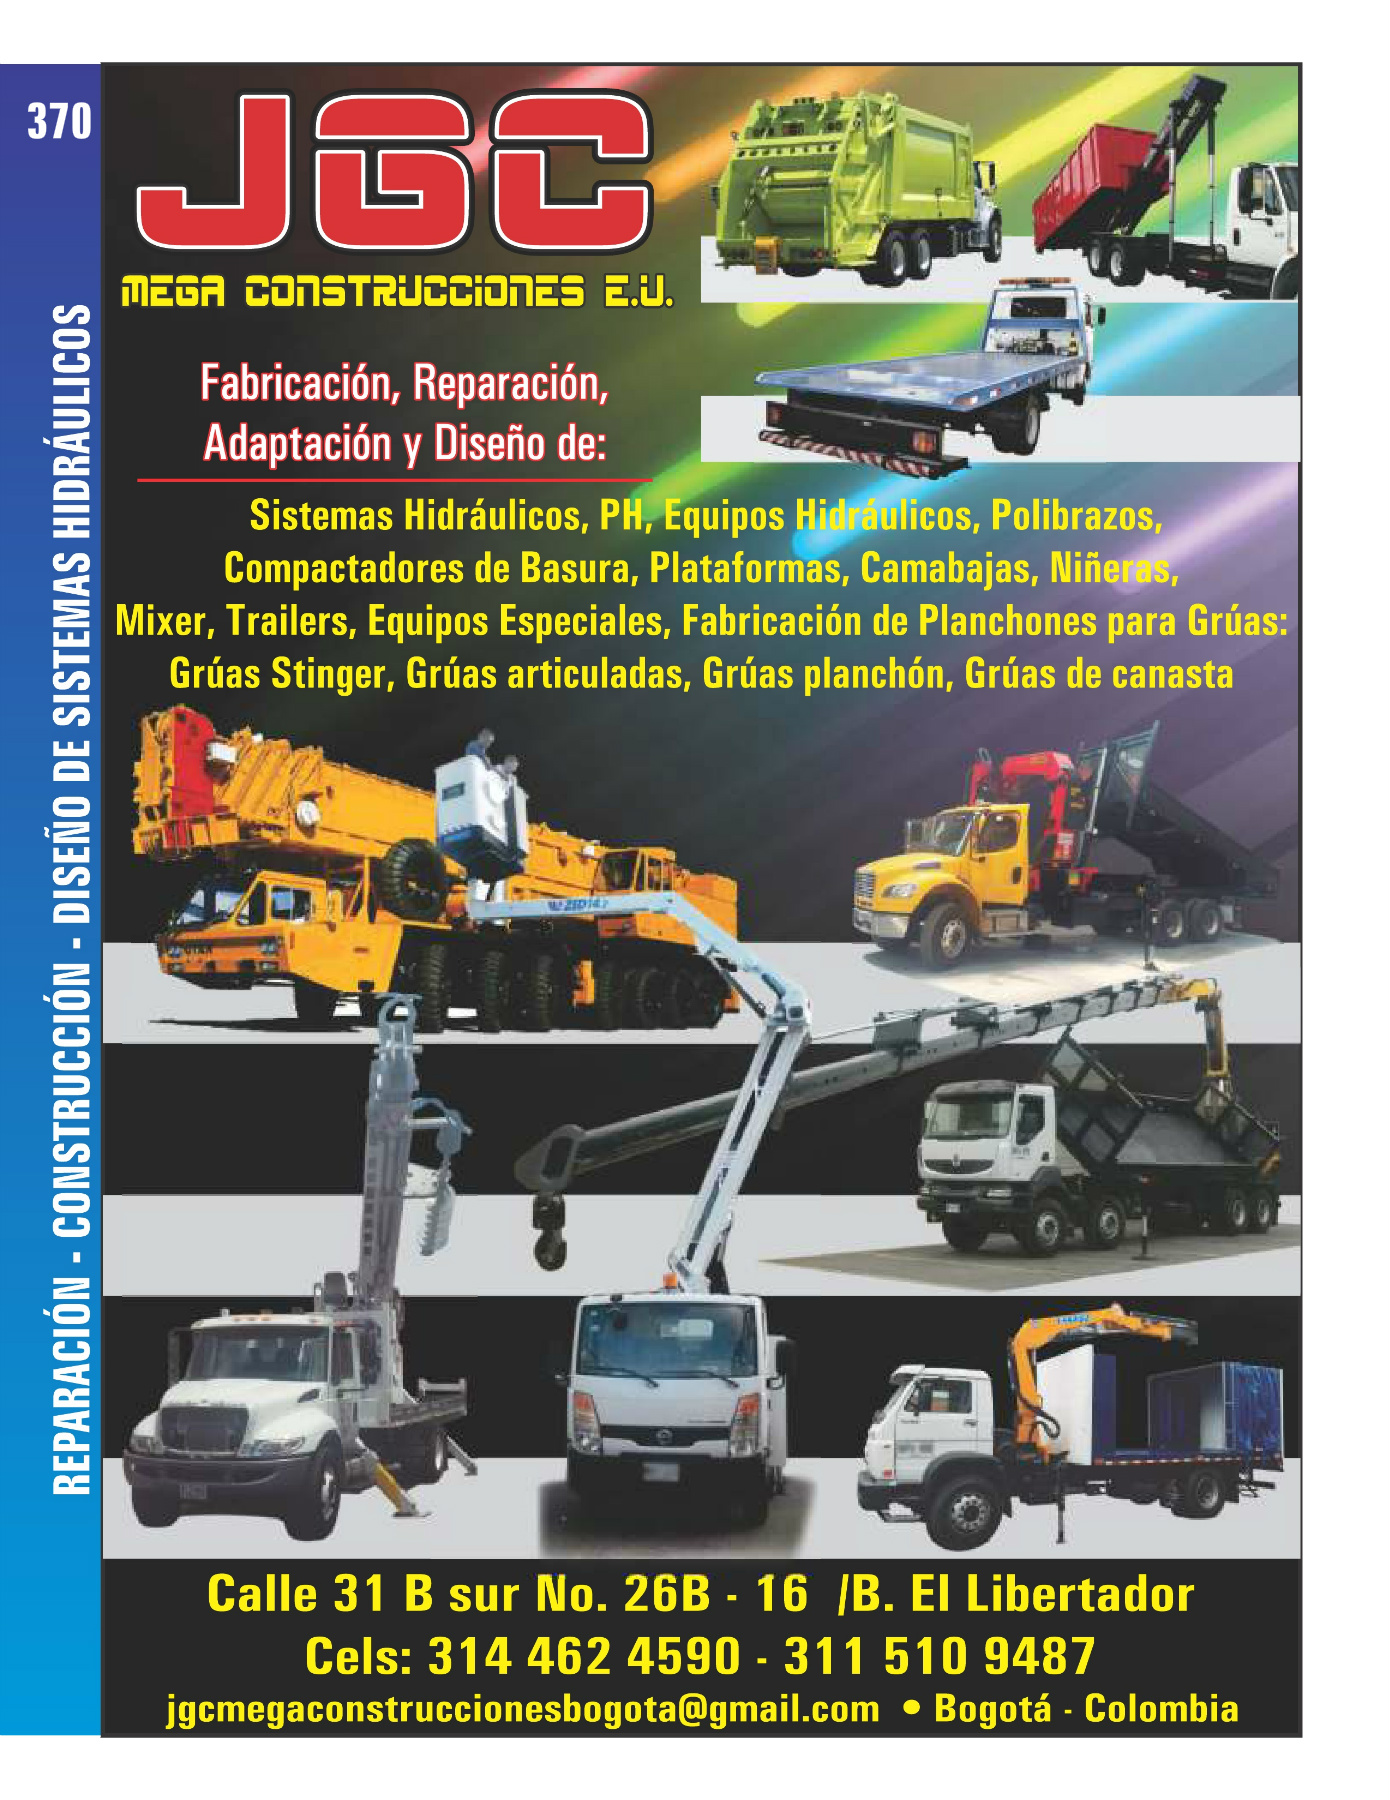 370
REPARACIÓN - CONSTRUCCIÓN - DISEÑO DE SISTEMAS HIDRÁULICOS
JGC
MEGA CONSTRUCCIONES E.U.
Fabricación, Reparación,
Adaptación y Diseño de:
Sistemas Hidráulicos, PH, Equipos Hidráulicos, Polibrazos,
Compactadores de Basura, Plataformas, Camabajas, Niñeras,
Mixer, Trailers, Equipos Especiales, Fabricación de Planchones para Grúas:
Grúas Stinger, Grúas articuladas, Grúas planchón, Grúas de canasta
Calle 31 B sur No. 26B - 16 /B. El Libertador
Cels: 314 462 4590 - 311 510 9487
jgcmegaconstruccionesbogota@gmail.com • Bogotá - Colombia